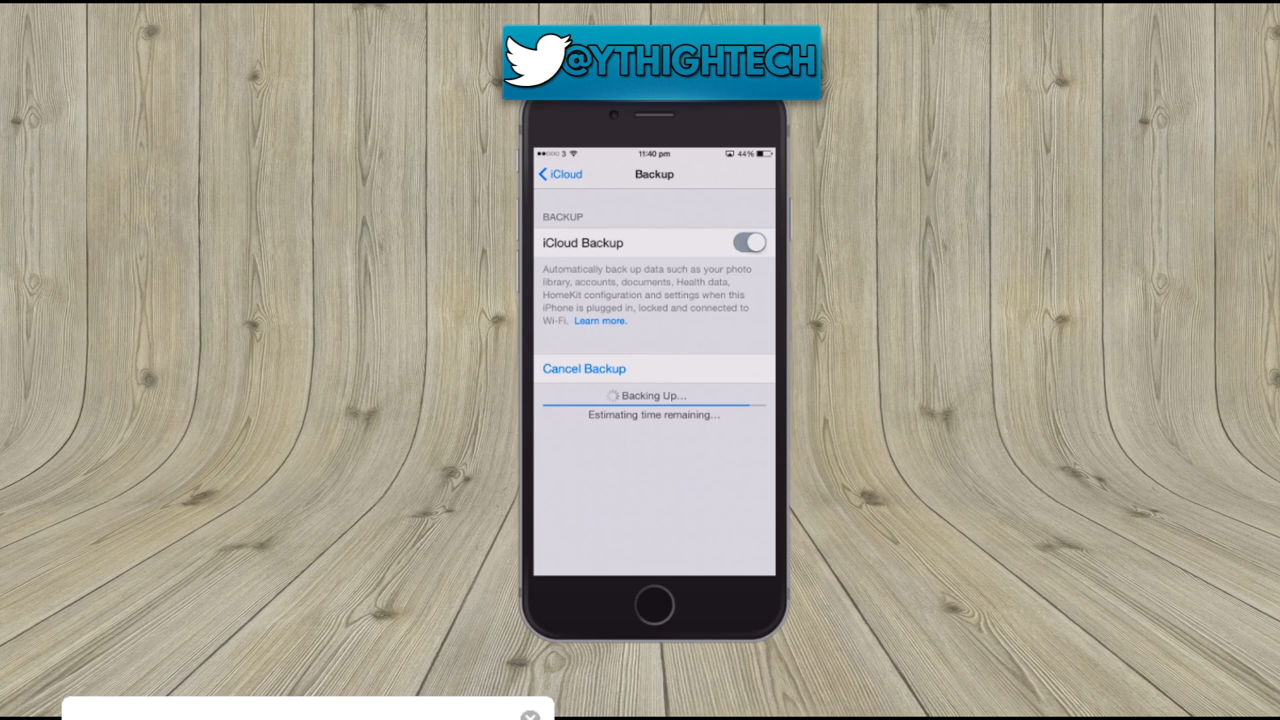 @YTHIGHTECH
3 11:40 pm 44%
iCloud Backup
BACKUP
iCloud Backup
Automatically back up data such as your photo
library, accounts, documents, Health data,
HomeKit configuration and settings when this
iPhone is plugged in, locked and connected to
Wi-Fi. Learn more.
Cancel Backup
Backing Up...
Estimating time remaining...